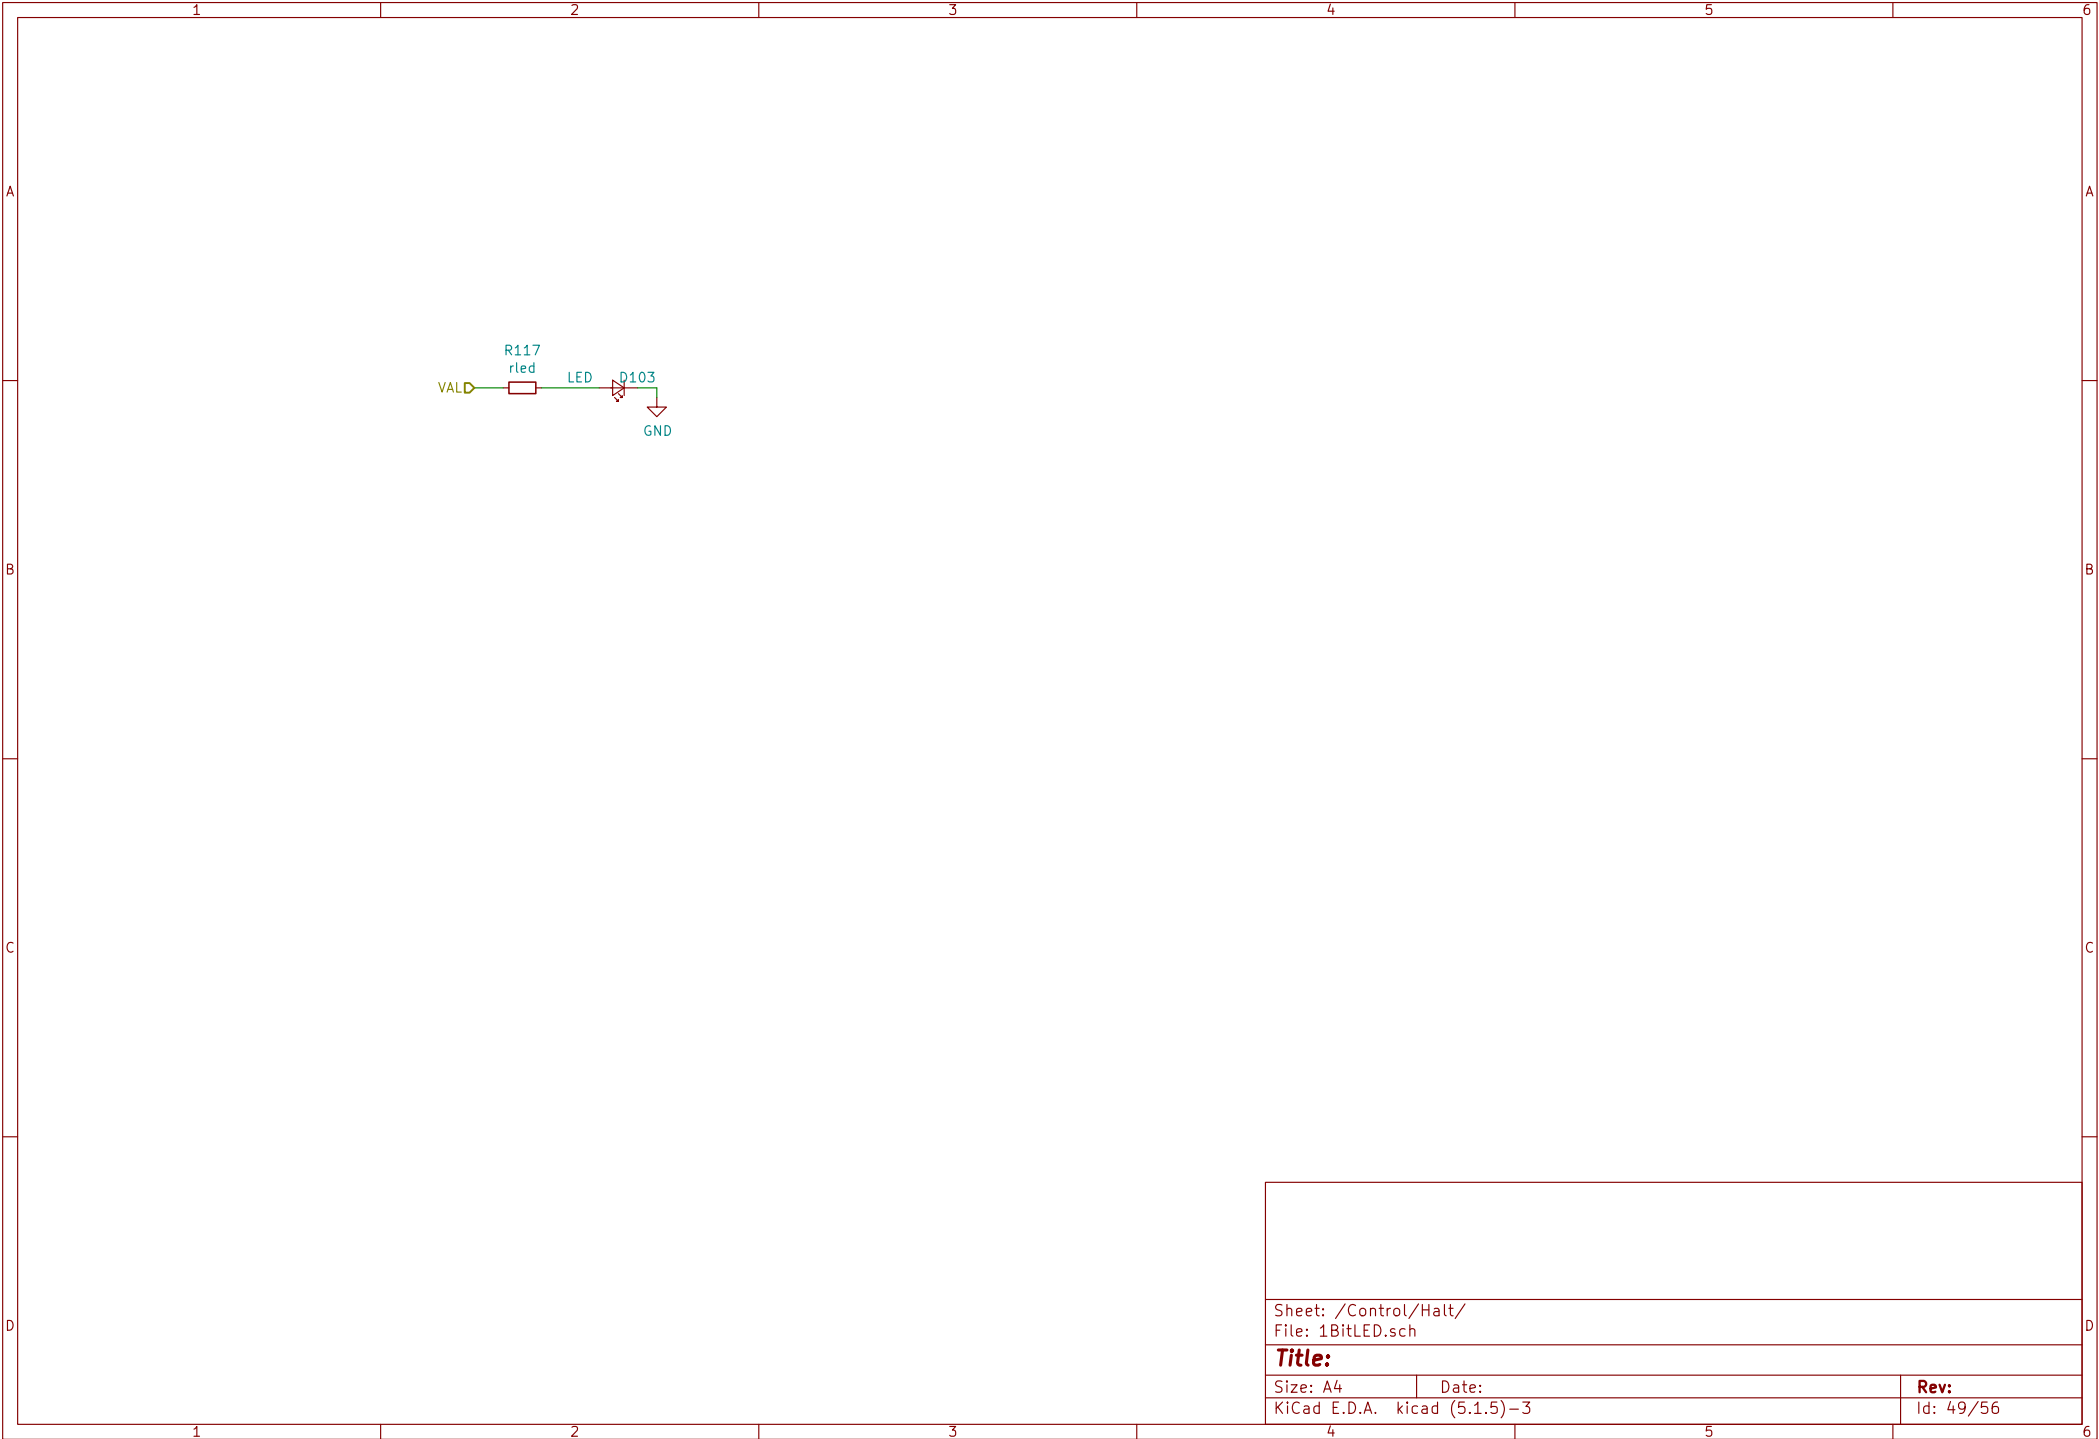 1 2 3 4 5 6
A A
R117
rled
LED D103
VAL
GND
B B
C C
Sheet: /Control/Halt/
File: 1BitLED.sch
D D
Title:
Size: A4 Date: Rev:
KiCad E.D.A. kicad (5.1.5)-3 Id: 49/56
1 2 3 4 5 6